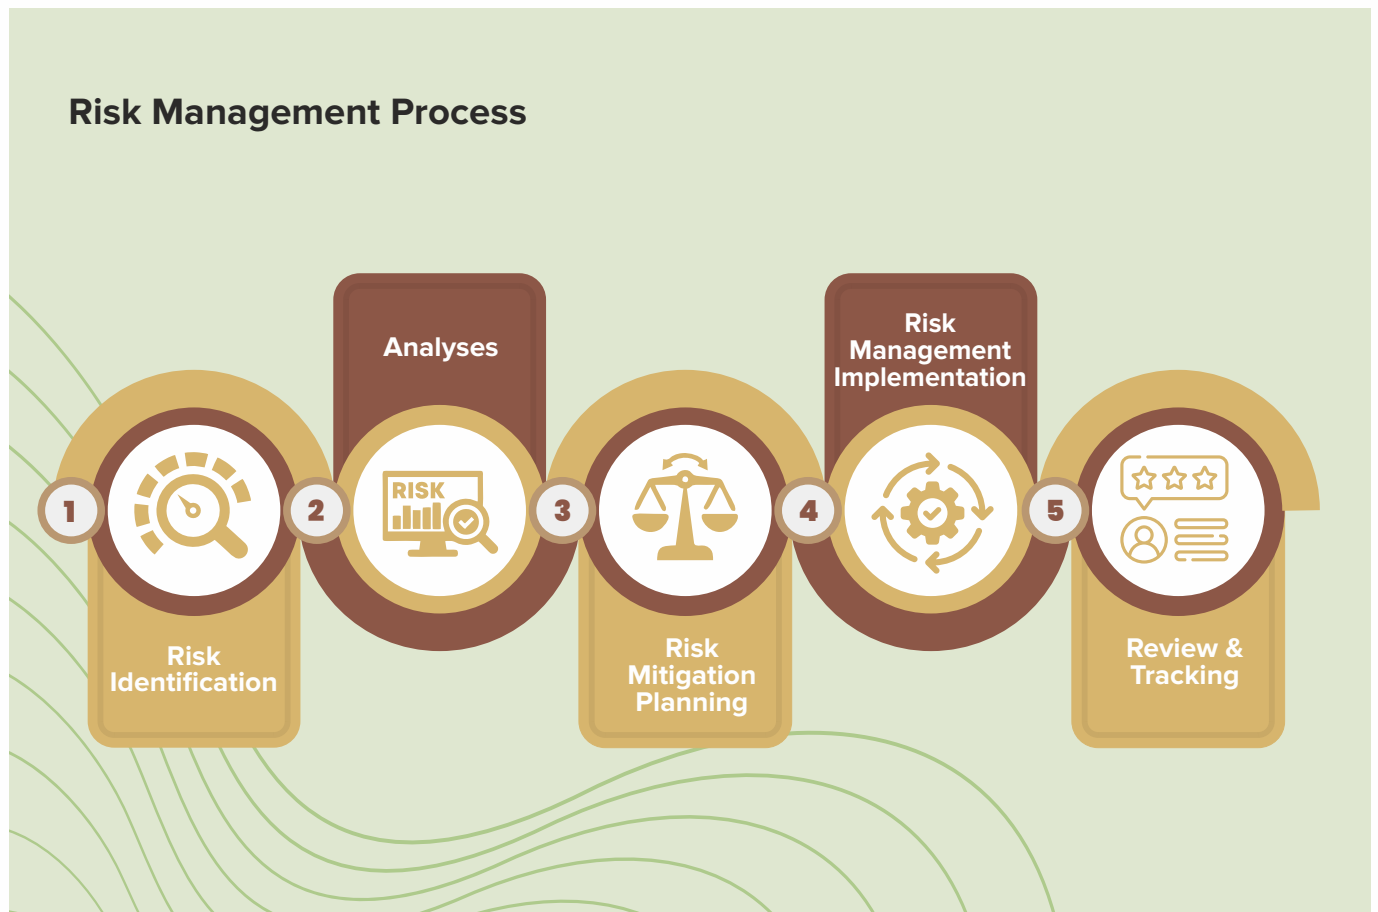 Risk Management Process
1
Risk
Identification
2
Analyses
RISK
3
Risk
Mitigation
Planning
4
Risk
Management
Implementation
5
Review &
Tracking